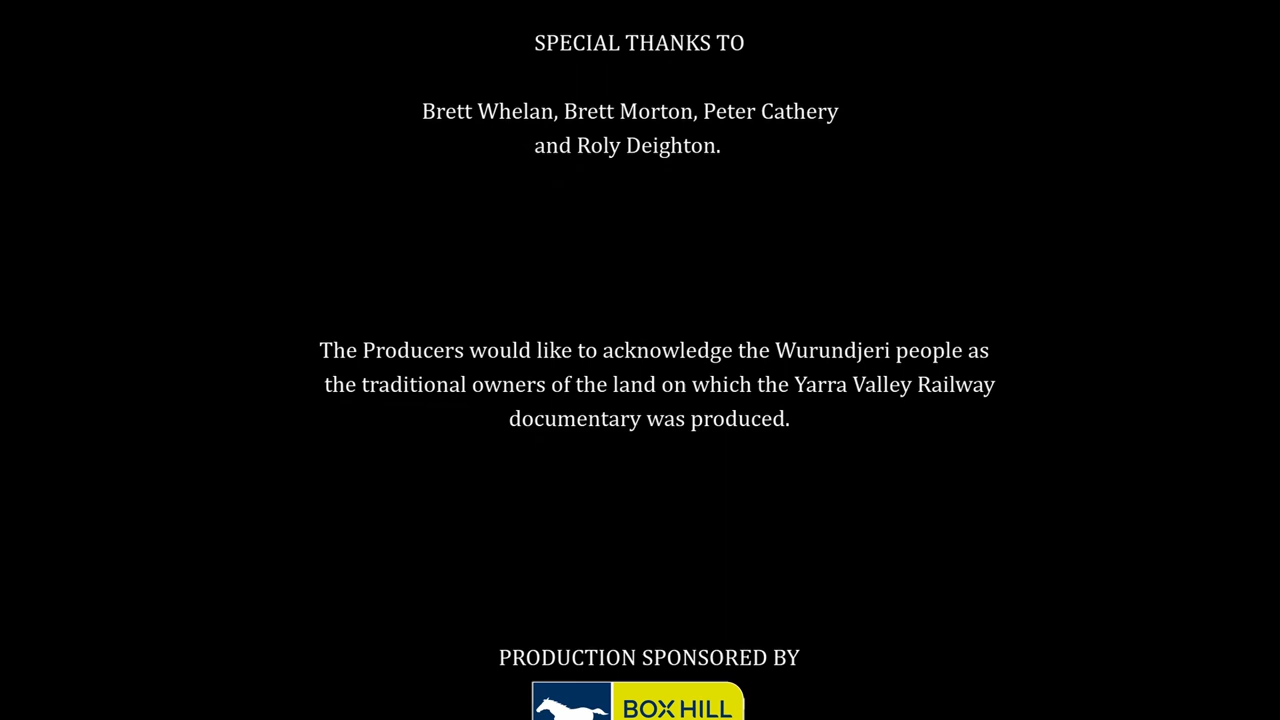 SPECIAL THANKS TO
Brett Whelan, Brett Morton, Peter Cathery
and Roly Deighton.
The Producers would like to acknowledge the Wurundjeri people as
the traditional owners of the land on which the Yarra Valley Railway
documentary was produced.
PRODUCTION SPONSORED BY
BOX HILL